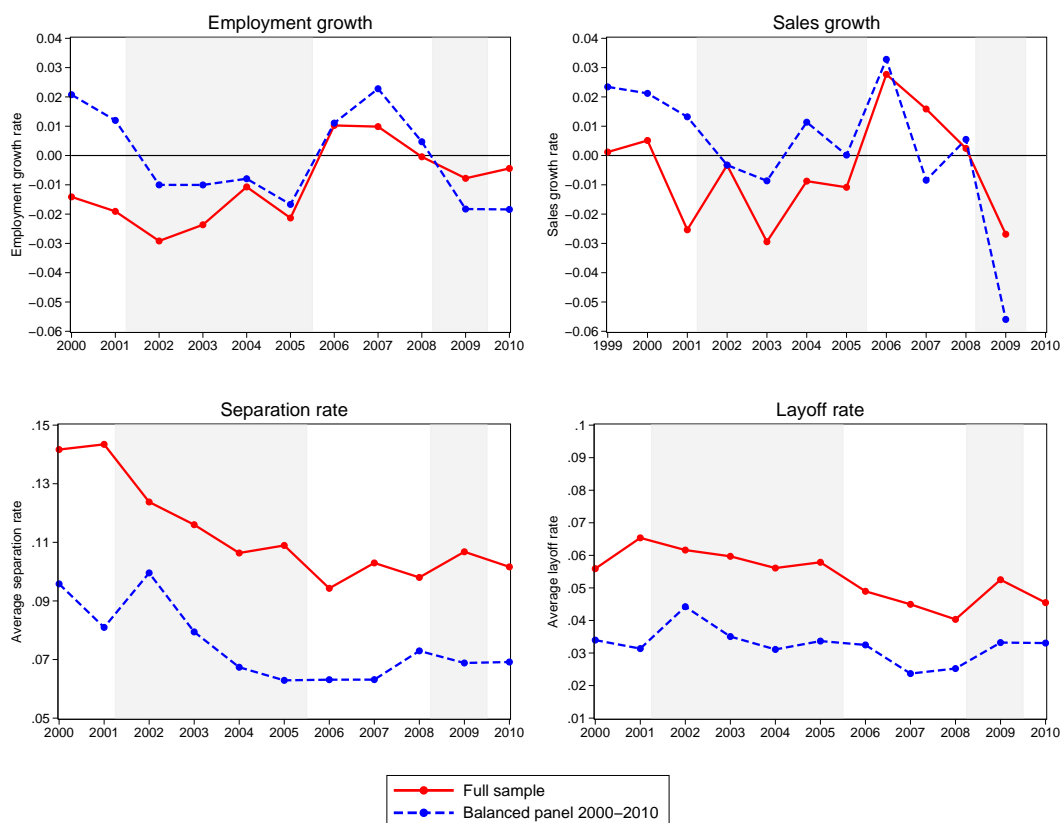 Employment growth
Employment growth rate
0.04
0.03
0.02
0.01
0.00
−0.01
−0.02
−0.03
−0.04
−0.05
−0.06
2000 2001 2002 2003 2004 2005 2006 2007 2008 2009 2010
Sales growth
Sales growth rate
0.04
0.03
0.02
0.01
0.00
−0.01
−0.02
−0.03
−0.04
−0.05
−0.06
1999 2000 2001 2002 2003 2004 2005 2006 2007 2008 2009 2010
Separation rate
Average separation rate
.15
.13
.11
.09
.07
.05
2000 2001 2002 2003 2004 2005 2006 2007 2008 2009 2010
Layoff rate
Average layoff rate
.1
.09
.08
.07
.06
.05
.04
.03
.02
.01
2000 2001 2002 2003 2004 2005 2006 2007 2008 2009 2010
Full sample
Balanced panel 2000−2010